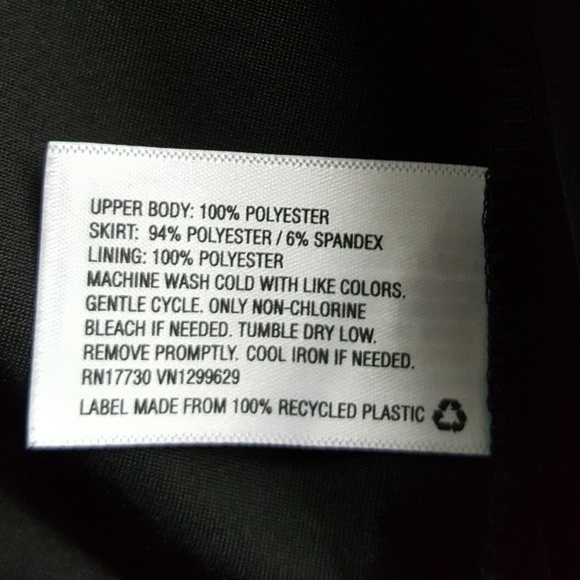 UPPER BODY: 100% POLYESTER
SKIRT: 94% POLYESTER / 6% SPANDEX
LINING: 100% POLYESTER
MACHINE WASH COLD WITH LIKE COLORS.
GENTLE CYCLE. ONLY NON-CHLORINE
BLEACH IF NEEDED. TUMBLE DRY LOW.
REMOVE PROMPTLY. COOL IRON IF NEEDED.
RN17730 VN1299629
LABEL MADE FROM 100% RECYCLED PLASTIC